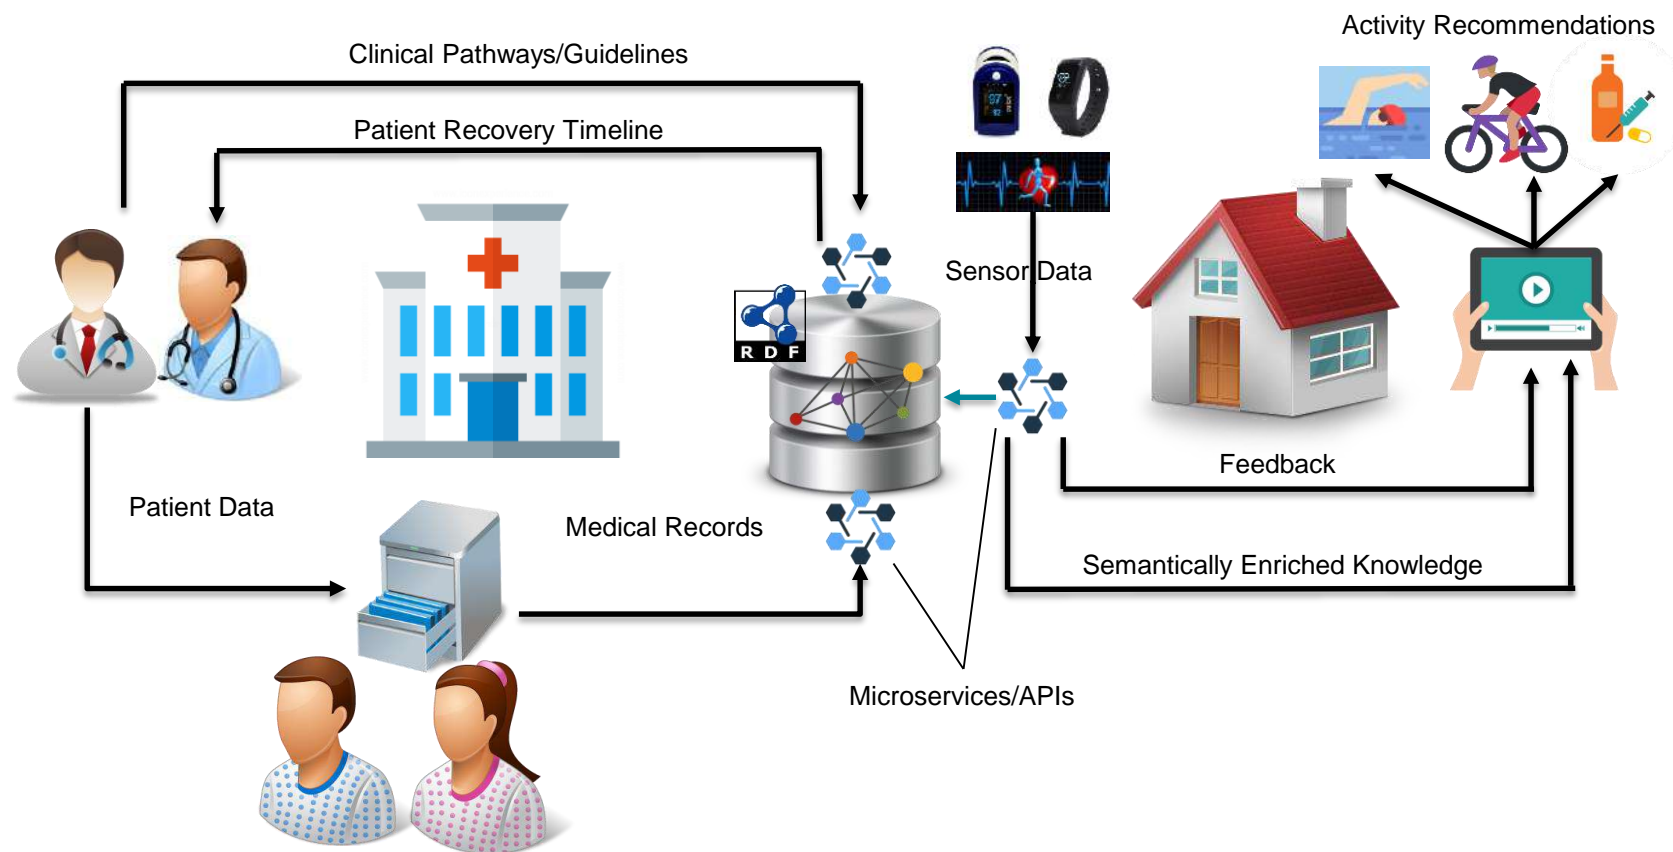 Activity Recommendations
Clinical Pathways/Guidelines
97
Patient Recovery Timeline
Sensor Data
R D F
Feedback
Patient Data
Medical Records
Semantically Enriched Knowledge
Microservices/APIs